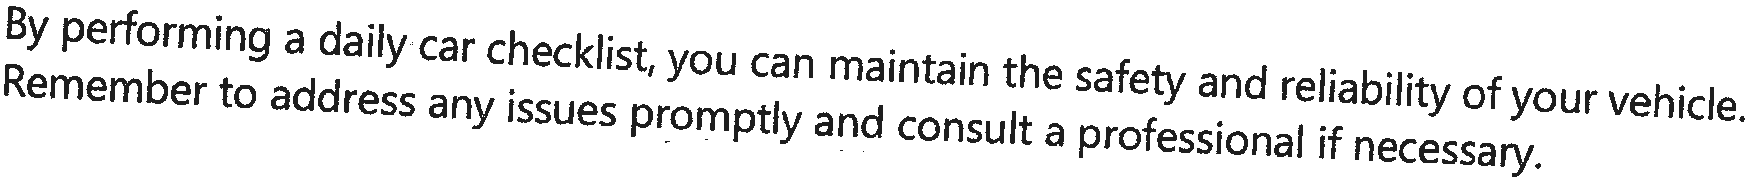 By performing a daily car checklist, you can maintain the safety and reliability of your vehicle.
Remember to address any issues promptly and consult a professional if necessary.